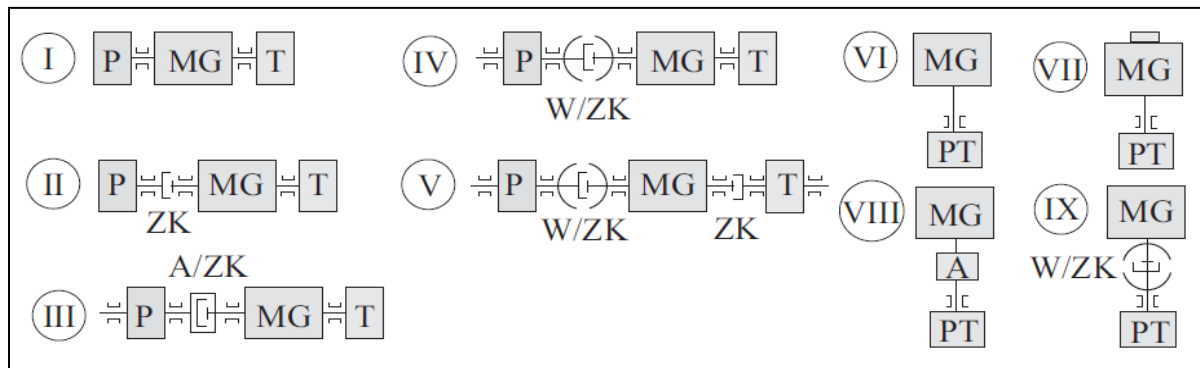 I P MG T
IV P MG T
W/ZK
VI MG
PT
VII MG
PT
II P MG T
ZK
V P MG T
W/ZK ZK
VIII MG
A
PT
IX MG
W/ZK
PT
A/ZK
III P MG T